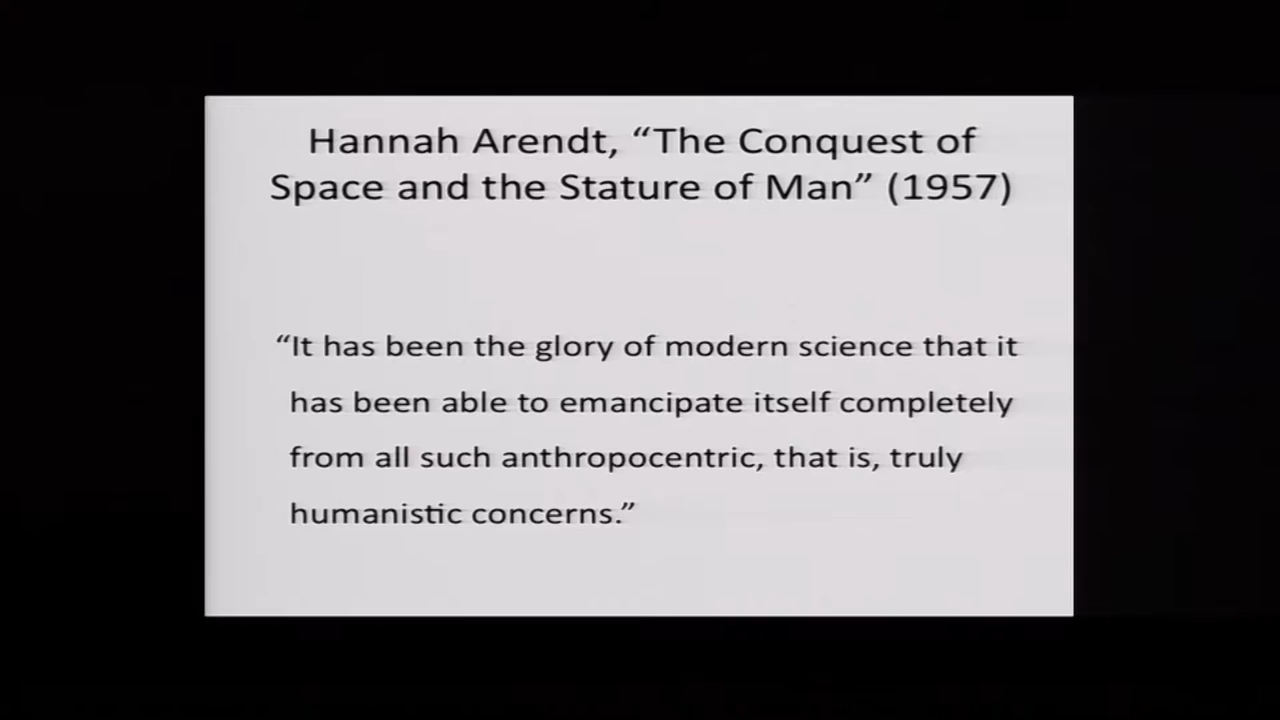 Hannah Arendt, “The Conquest of
Space and the Stature of Man” (1957)
“It has been the glory of modern science that it
has been able to emancipate itself completely
from all such anthropocentric, that is, truly
humanistic concerns.”